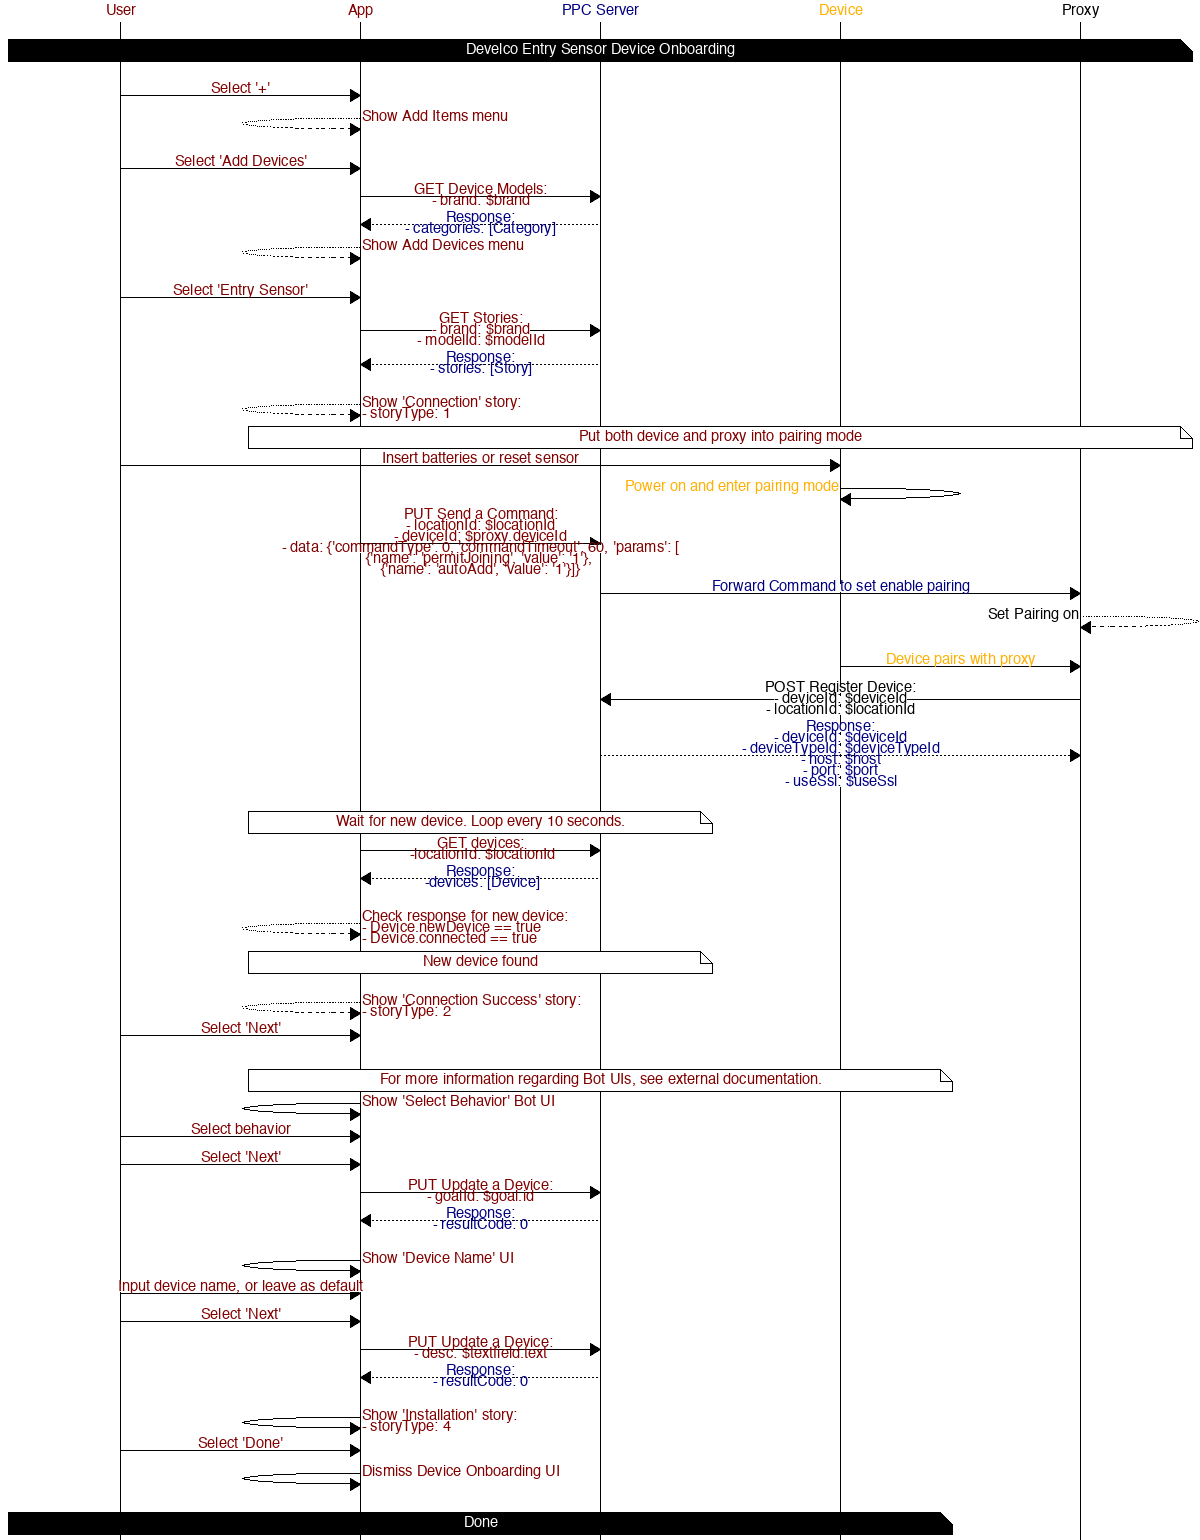 User
App
PPC Server
Device
Proxy
Develco Entry Sensor Device Onboarding
Select '+'
Show Add Items menu
Select 'Add Devices'
GET Device Models:
- brand: $brand
Response:
- categories: [Category]
Show Add Devices menu
Select 'Entry Sensor'
GET Stories:
- brand: $brand
- modelId: $modelId
Response:
- stories: [Story]
Show 'Connection' story:
- storyType: 1
Put both device and proxy into pairing mode
Insert batteries or reset sensor
Power on and enter pairing mode
PUT Send a Command:
- locationId: $locationId
- deviceId: $proxy.deviceId
- data: {'commandType': 0, 'commandTimeout', 60, 'params': [
{'name': 'permitJoining', 'value': '1'},
{'name': 'autoAdd', 'value': '1'}]}
Forward Command to set enable pairing
Set Pairing on
Device pairs with proxy
POST Register Device:
- deviceId: $deviceId
- locationId: $locationId
Response:
- deviceId: $deviceId
- deviceTypeId: $deviceTypeId
- host: $host
- port: $port
- useSsl: $useSsl
Wait for new device. Loop every 10 seconds.
GET devices:
-locationId: $locationId
Response:
-devices: [Device]
Check response for new device:
- Device.newDevice == true
- Device.connected == true
New device found
Show 'Connection Success' story:
- storyType: 2
Select 'Next'
For more information regarding Bot UIs, see external documentation.
Show 'Select Behavior' Bot UI
Select behavior
Select 'Next'
PUT Update a Device:
- goalId: $goal.id
Response:
- resultCode: 0
Show 'Device Name' UI
Input device name, or leave as default
Select 'Next'
PUT Update a Device:
- desc: $textfield.text
Response:
- resultCode: 0
Show 'Installation' story:
- storyType: 4
Select 'Done'
Dismiss Device Onboarding UI
Done